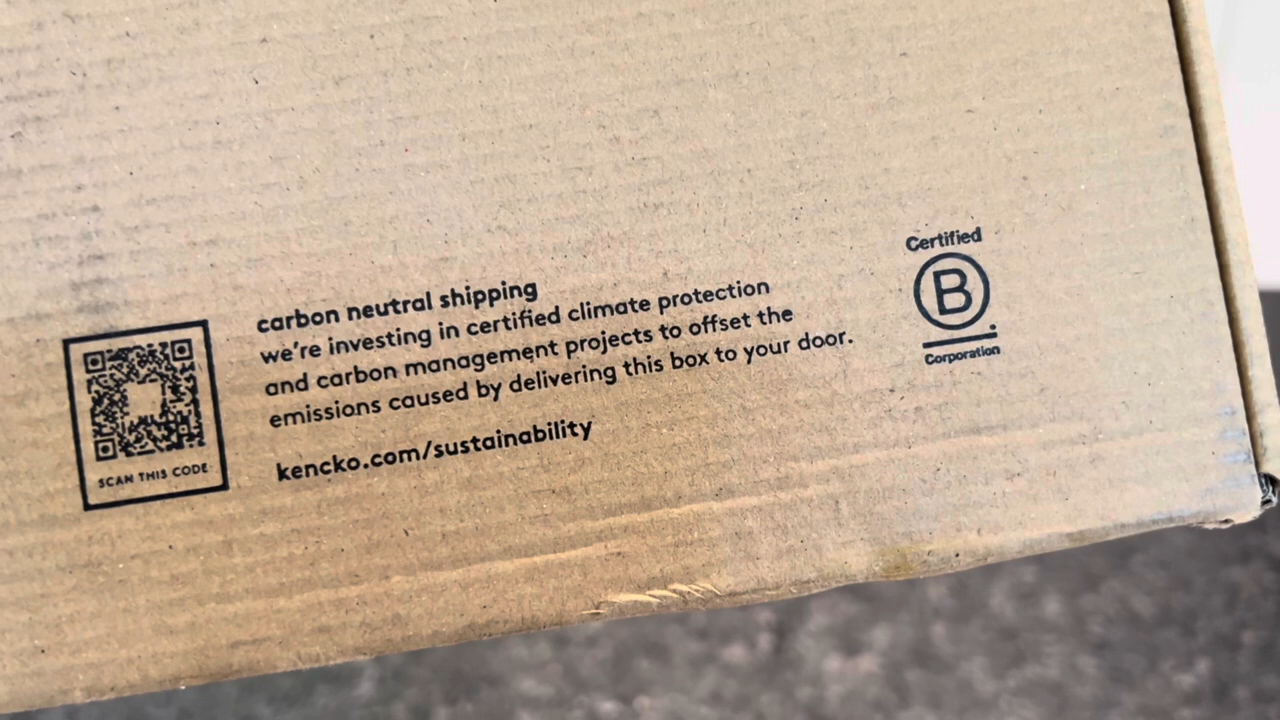 carbon neutral shipping
we're investing in certified climate protection
and carbon management projects to offset the
emissions caused by delivering this box to your door.
kencko.com/sustainability
SCAN THIS CODE
Certified
B
Corporation